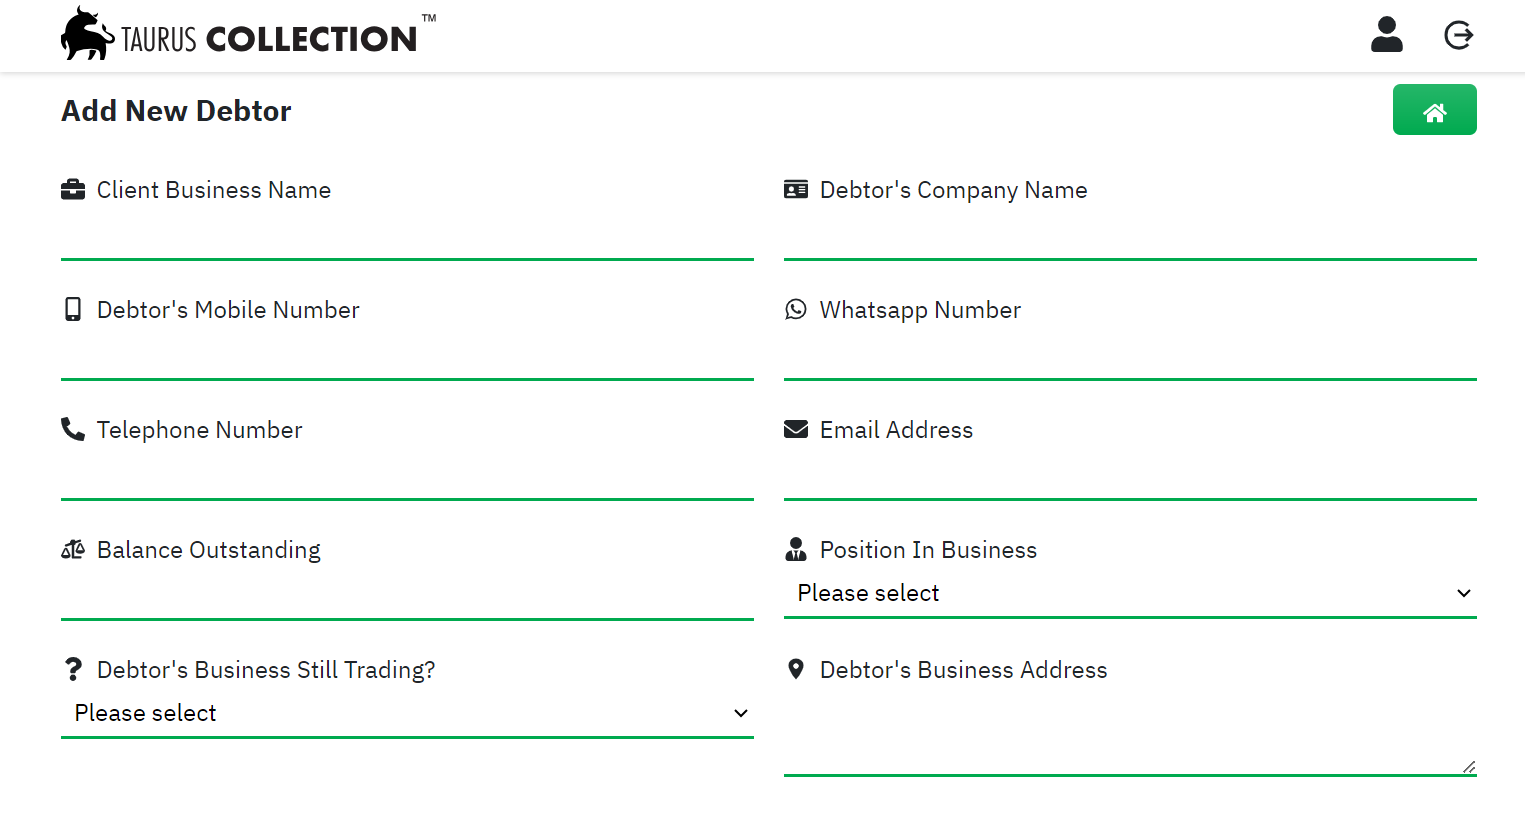 TAURUS COLLECTION™
Add New Debtor
Client Business Name
Debtor's Company Name
Debtor's Mobile Number
Whatsapp Number
Telephone Number
Email Address
Balance Outstanding
Position In Business
Please select
Debtor's Business Still Trading?
Please select
Debtor's Business Address